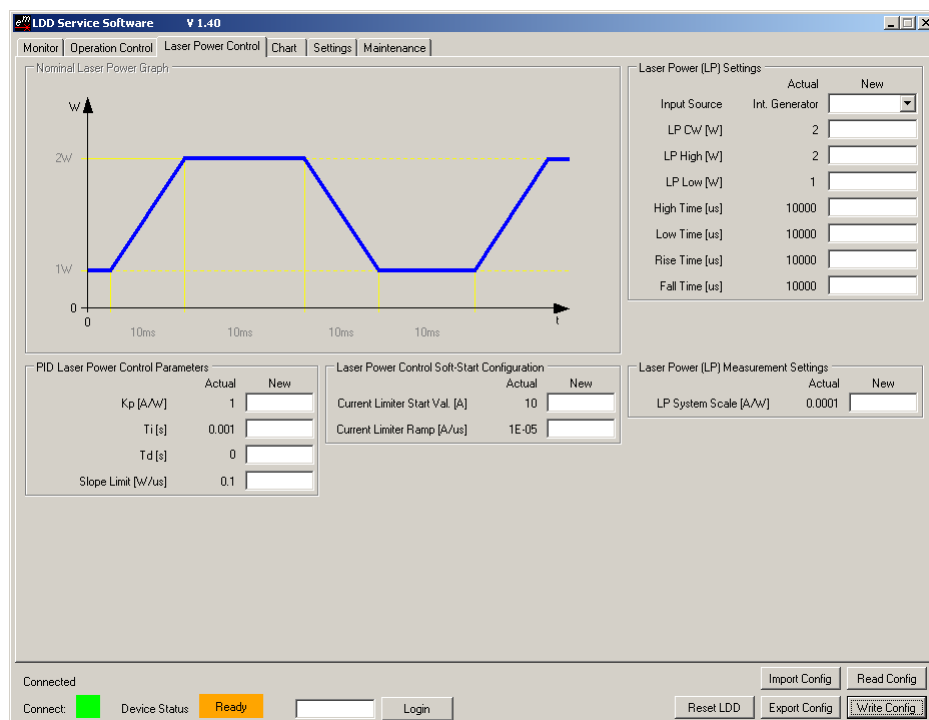 LDD Service Software V 1.40
Monitor Operation Control Laser Power Control Chart Settings Maintenance
Nominal Laser Power Graph
W
2W
1W
0
0
10ms 10ms 10ms 10ms
t
Laser Power (LP) Settings
Actual New
Input Source Int. Generator
LP CW [W] 2
LP High [W] 2
LP Low [W] 1
High Time [us] 10000
Low Time [us] 10000
Rise Time [us] 10000
Fall Time [us] 10000
PID Laser Power Control Parameters
Actual New
Kp [A/W] 1
Ti [s] 0.001
Td [s] 0
Slope Limit [W/us] 0.1
Laser Power Control Soft-Start Configuration
Actual New
Current Limiter Start Val. [A] 10
Current Limiter Ramp [A/us] 1E-05
Laser Power (LP) Measurement Settings
Actual New
LP System Scale [A/W] 0.0001
Connected
Import Config Read Config
Connect: Device Status Ready Login Reset LDD Export Config Write Config